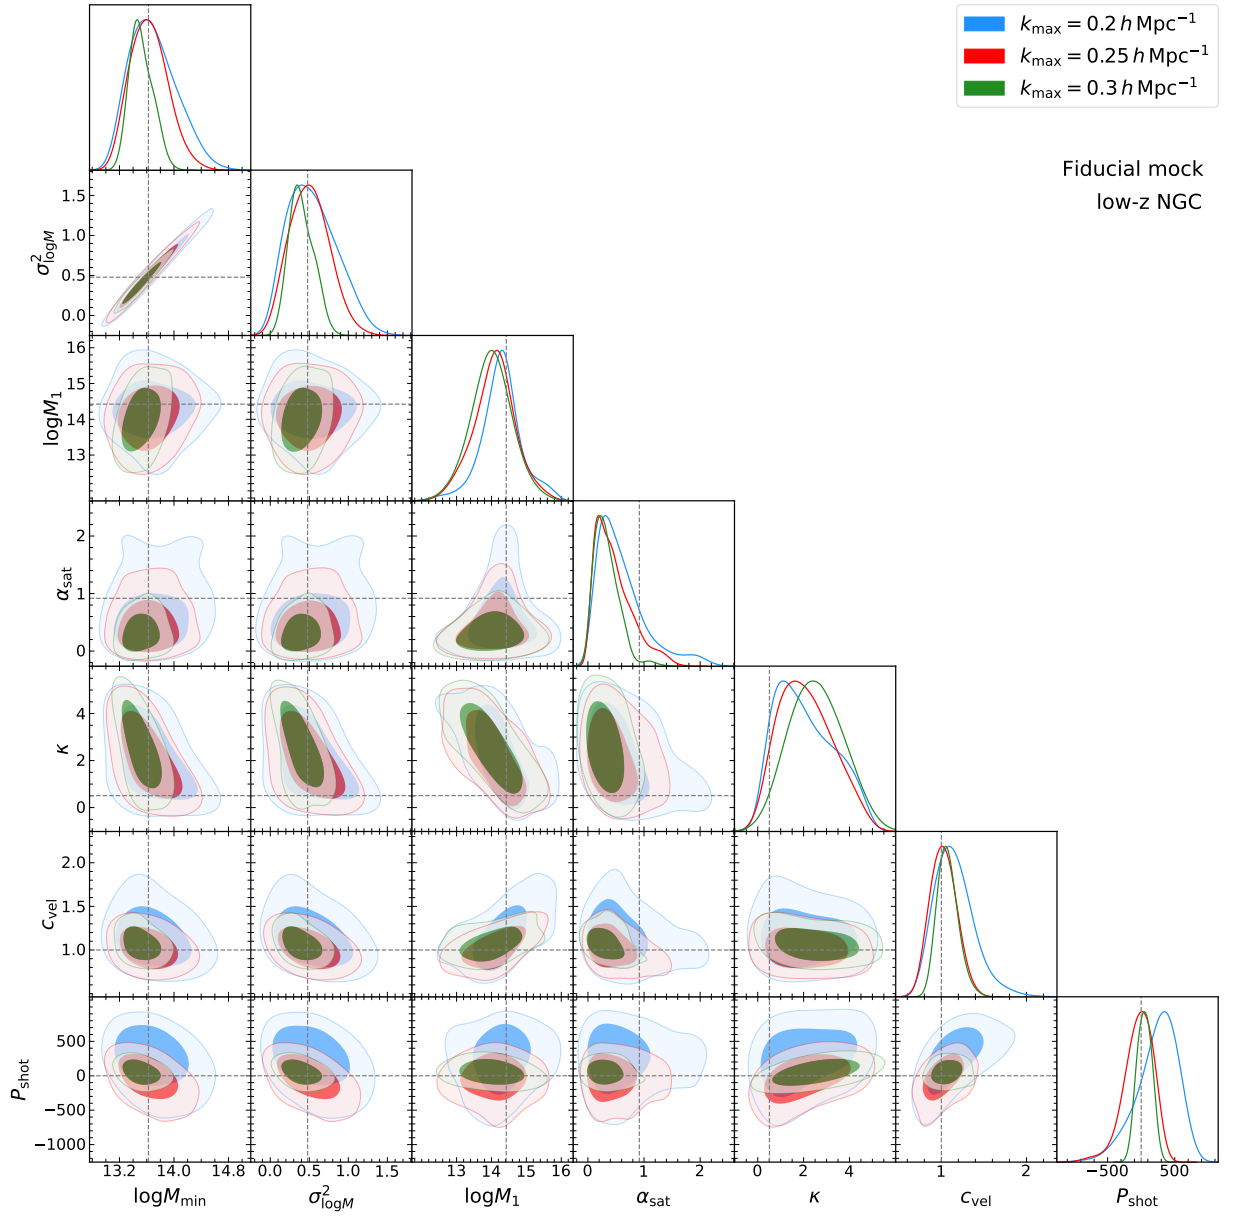 k_max = 0.2 h Mpc⁻¹
k_max = 0.25 h Mpc⁻¹
k_max = 0.3 h Mpc⁻¹
Fiducial mock
low-z NGC
σ²_logM
1.5
1.0
0.5
0.0
logM₁
16
15
14
13
α_sat
2
1
0
κ
4
2
0
c_vel
2.0
1.5
1.0
P_shot
500
0
−500
−1000
13.2 14.0 14.8
0.0 0.5 1.0 1.5
13 14 15 16
0 1 2
0 2 4
1 2
−500 500
logM_min
σ²_logM
logM₁
α_sat
κ
c_vel
P_shot